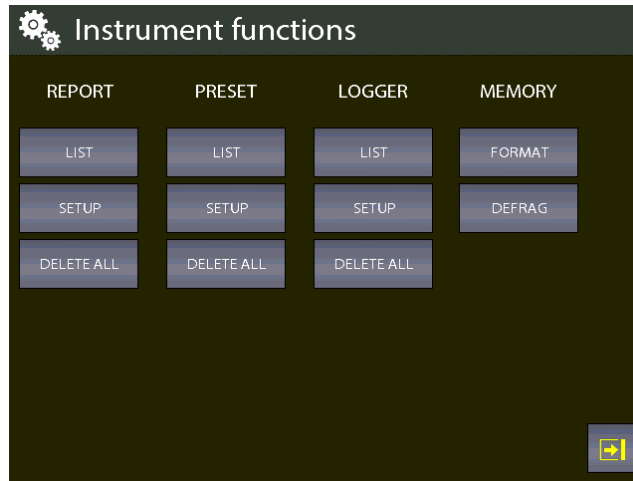 Instrument functions
REPORT PRESET LOGGER MEMORY
LIST LIST LIST FORMAT
SETUP SETUP SETUP DEFRAG
DELETE ALL DELETE ALL DELETE ALL